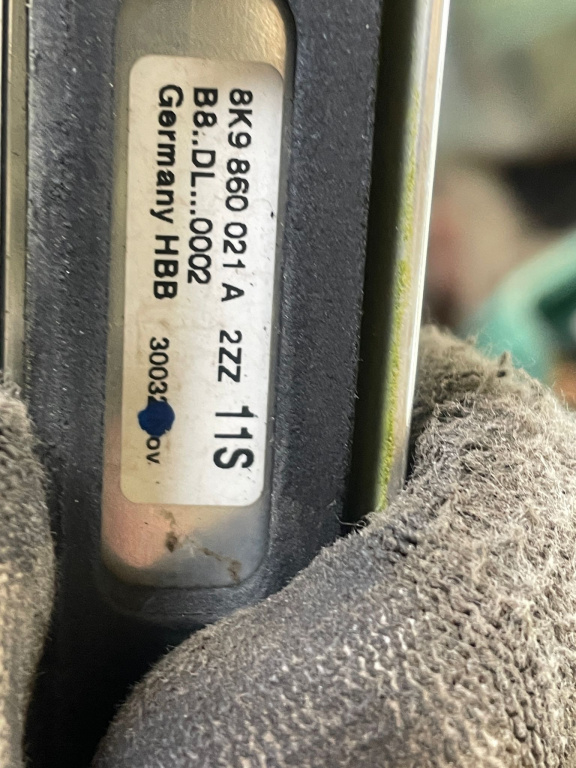 8K9 860 021 A 2ZZ 11S
B8..DL...0002
Germany HBB